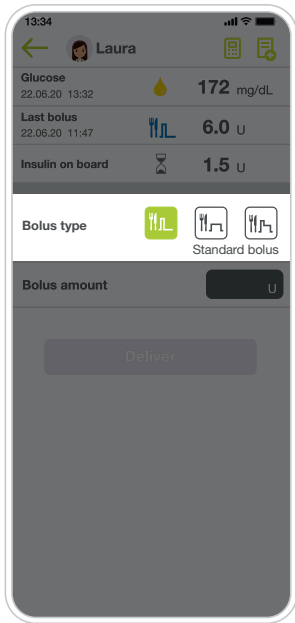 13:34
Laura
Glucose
22.06.20 13:32
172 mg/dL
Last bolus
22.06.20 11:47
6.0 U
Insulin on board
1.5 U
Bolus type
Standard bolus
Bolus amount
U
Deliver